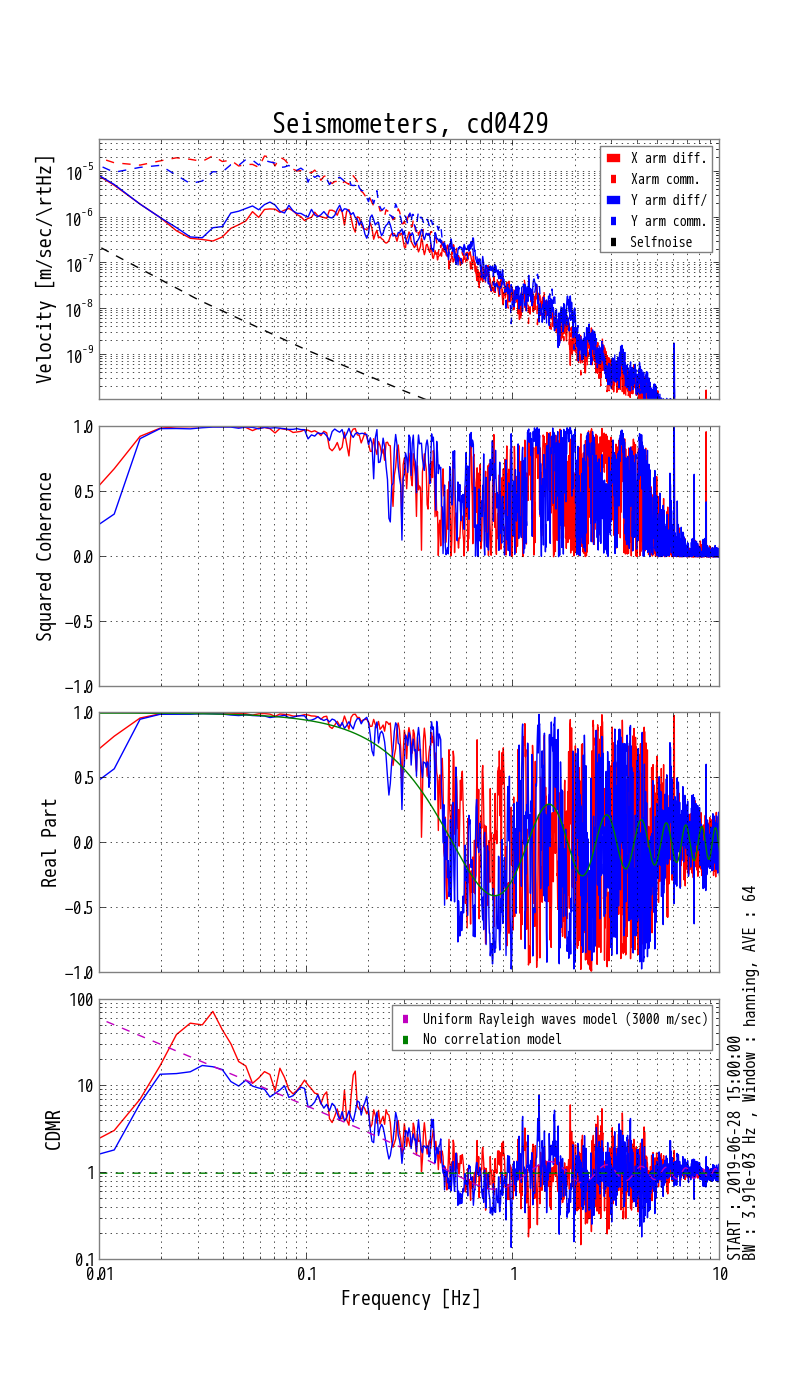 Seismometers, cd0429
Velocity [m/sec/\rtHz]
10^-5
10^-6
10^-7
10^-8
10^-9
X arm diff.
Xarm comm.
Y arm diff/
Y arm comm.
Selfnoise
Squared Coherence
1.0
0.5
0.0
−0.5
−1.0
Real Part
1.0
0.5
0.0
−0.5
−1.0
CDMR
100
10
1
0.1
Uniform Rayleigh waves model (3000 m/sec)
No correlation model
0.01
0.1
1
10
Frequency [Hz]
START : 2019-06-28 15:00:00
BW : 3.91e-03 Hz , Window : hanning, AVE : 64